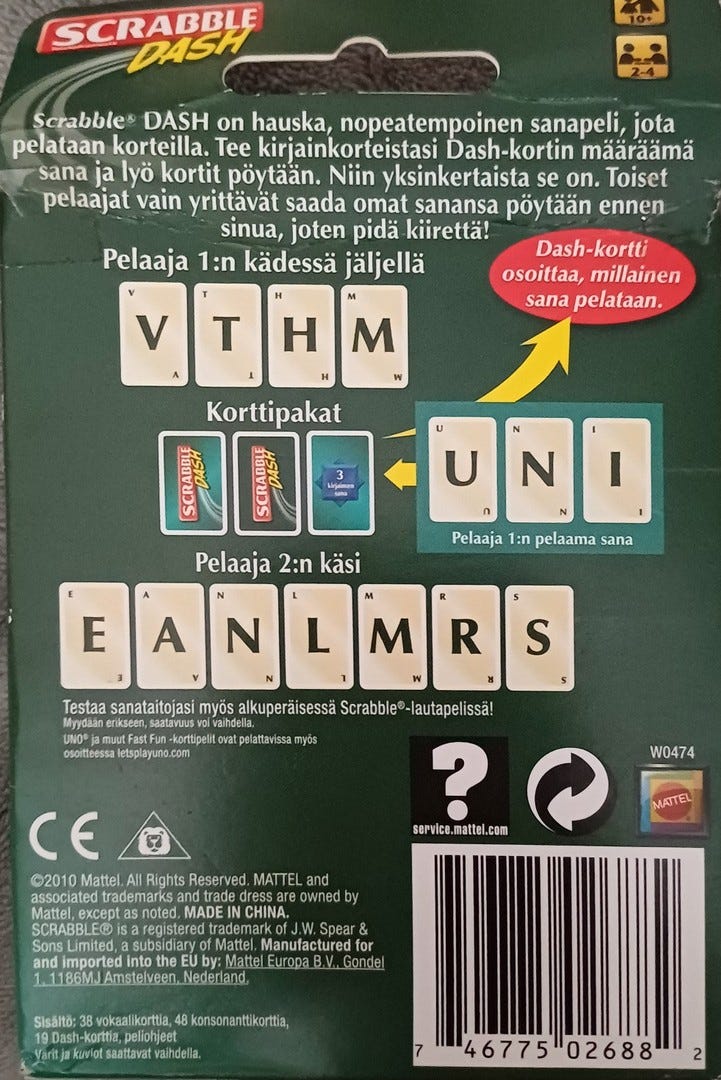 SCRABBLE
DASH
10+
2-4
Scrabble® DASH on hauska, nopeatempoinen sanapeli, jota
pelataan korteilla. Tee kirjainkorteistasi Dash-kortin määräämä
sana ja lyö kortit pöytään. Niin yksinkertaista se on. Toiset
pelaajat vain yrittävät saada omat sanansa pöytään ennen
sinua, joten pidä kiirettä!
Dash-kortti
osoittaa, millainen
sana pelataan.
Pelaaja 1:n kädessä jäljellä
V T H M
V T H M
V T H M
Korttipakat
SCRABBLE DASH
SCRABBLE DASH
3
kirjaimen
sana
U N I
U N I
U N I
Pelaaja 1:n pelaama sana
Pelaaja 2:n käsi
E A N L M R S
E A N L M R S
E A N L M R S
Testaa sanataitojasi myös alkuperäisessä Scrabble®-lautapelissä!
Myydään erikseen, saatavuus voi vaihdella.
UNO® ja muut Fast Fun -korttipelit ovat pelattavissa myös
osoitteessa letsplayuno.com
?
service.mattel.com
W0474
MATTEL
CE
©2010 Mattel. All Rights Reserved. MATTEL and
associated trademarks and trade dress are owned by
Mattel, except as noted. MADE IN CHINA.
SCRABBLE® is a registered trademark of J.W. Spear &
Sons Limited, a subsidiary of Mattel. Manufactured for
and imported into the EU by: Mattel Europa B.V., Gondel
1, 1186MJ Amstelveen, Nederland.
Sisältö: 38 vokaalikorttia, 48 konsonanttikorttia,
19 Dash-korttia, peliohjeet
Värit ja kuviot saattavat vaihdella.
7 46775 02688 2